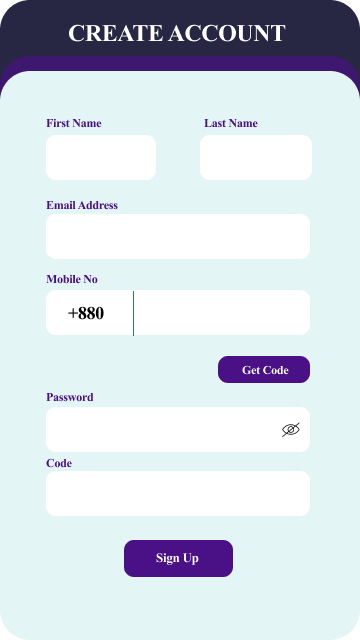 CREATE ACCOUNT
First Name
Last Name
Email Address
Mobile No
+880
Get Code
Password
Code
Sign Up